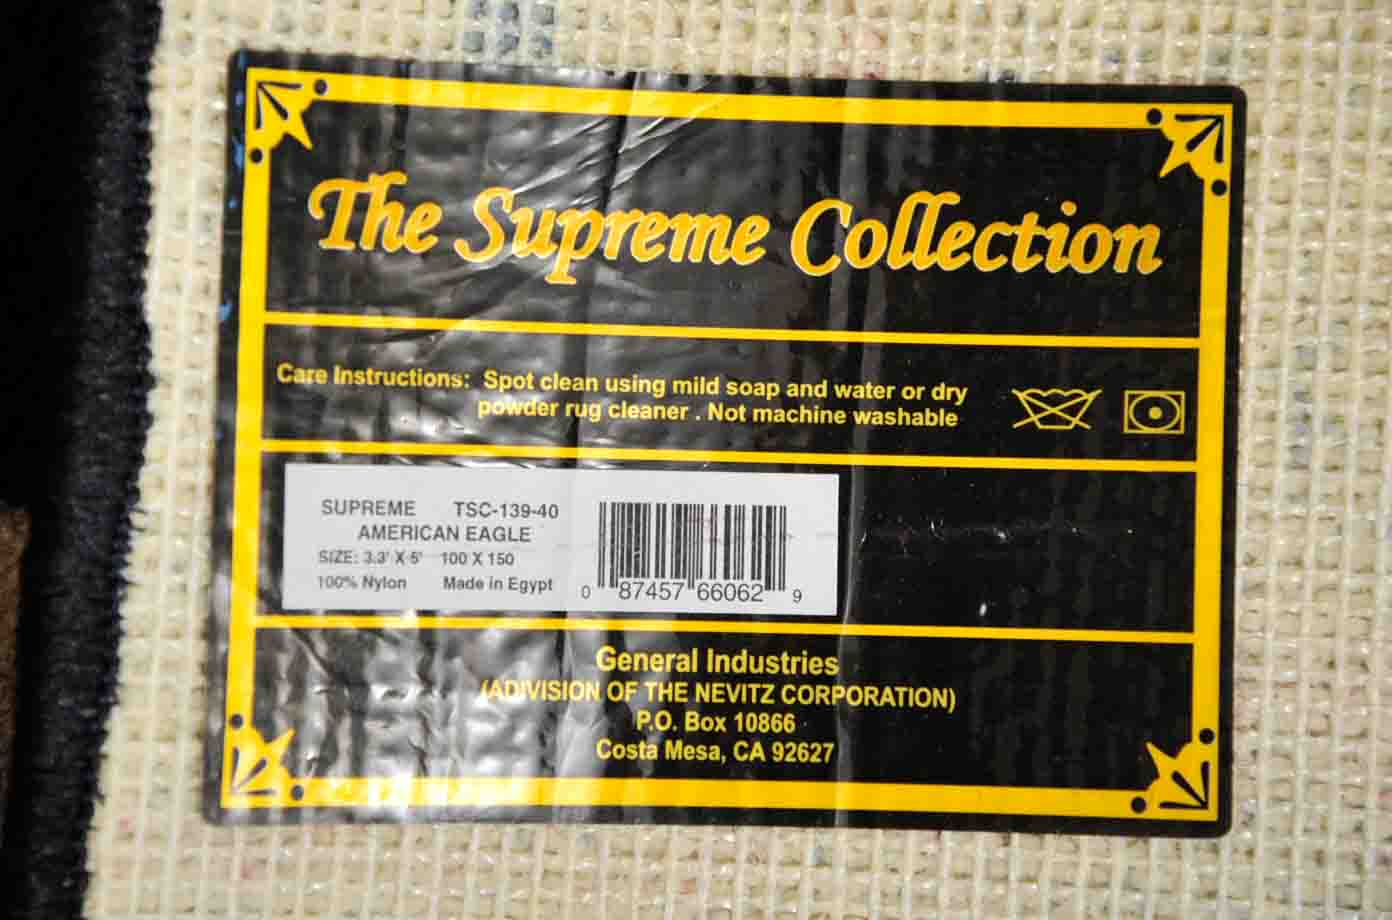 The Supreme Collection
Care Instructions: Spot clean using mild soap and water or dry
powder rug cleaner . Not machine washable
SUPREME TSC-139-40
AMERICAN EAGLE
SIZE: 3.3' X 5' 100 X 150
100% Nylon Made in Egypt
0 87457 66062 9
General Industries
(ADIVISION OF THE NEVITZ CORPORATION)
P.O. Box 10866
Costa Mesa, CA 92627